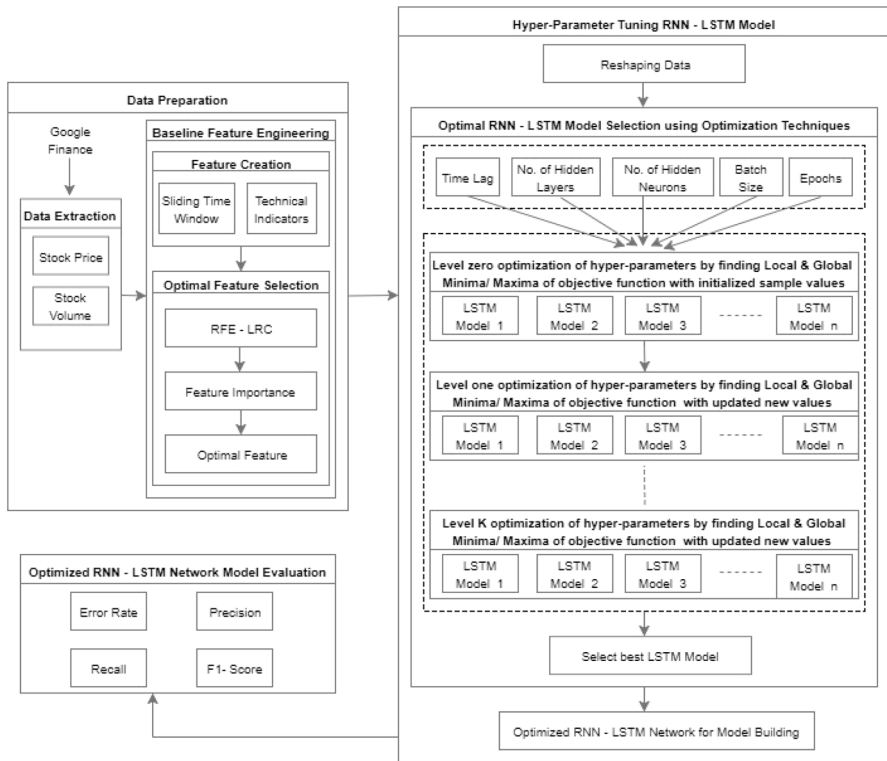 Data Preparation
Google
Finance
Data Extraction
Stock Price
Stock
Volume
Baseline Feature Engineering
Feature Creation
Sliding Time
Window
Technical
Indicators
Optimal Feature Selection
RFE - LRC
Feature Importance
Optimal Feature
Hyper-Parameter Tuning RNN - LSTM Model
Reshaping Data
Optimal RNN - LSTM Model Selection using Optimization Techniques
Time Lag
No. of Hidden
Layers
No. of Hidden
Neurons
Batch
Size
Epochs
Level zero optimization of hyper-parameters by finding Local & Global
Minima/ Maxima of objective function with initialized sample values
LSTM
Model 1
LSTM
Model 2
LSTM
Model 3
LSTM
Model n
Level one optimization of hyper-parameters by finding Local & Global
Minima/ Maxima of objective function with updated new values
LSTM
Model 1
LSTM
Model 2
LSTM
Model 3
LSTM
Model n
Level K optimization of hyper-parameters by finding Local & Global
Minima/ Maxima of objective function with updated new values
LSTM
Model 1
LSTM
Model 2
LSTM
Model 3
LSTM
Model n
Select best LSTM Model
Optimized RNN - LSTM Network for Model Building
Optimized RNN - LSTM Network Model Evaluation
Error Rate
Precision
Recall
F1- Score